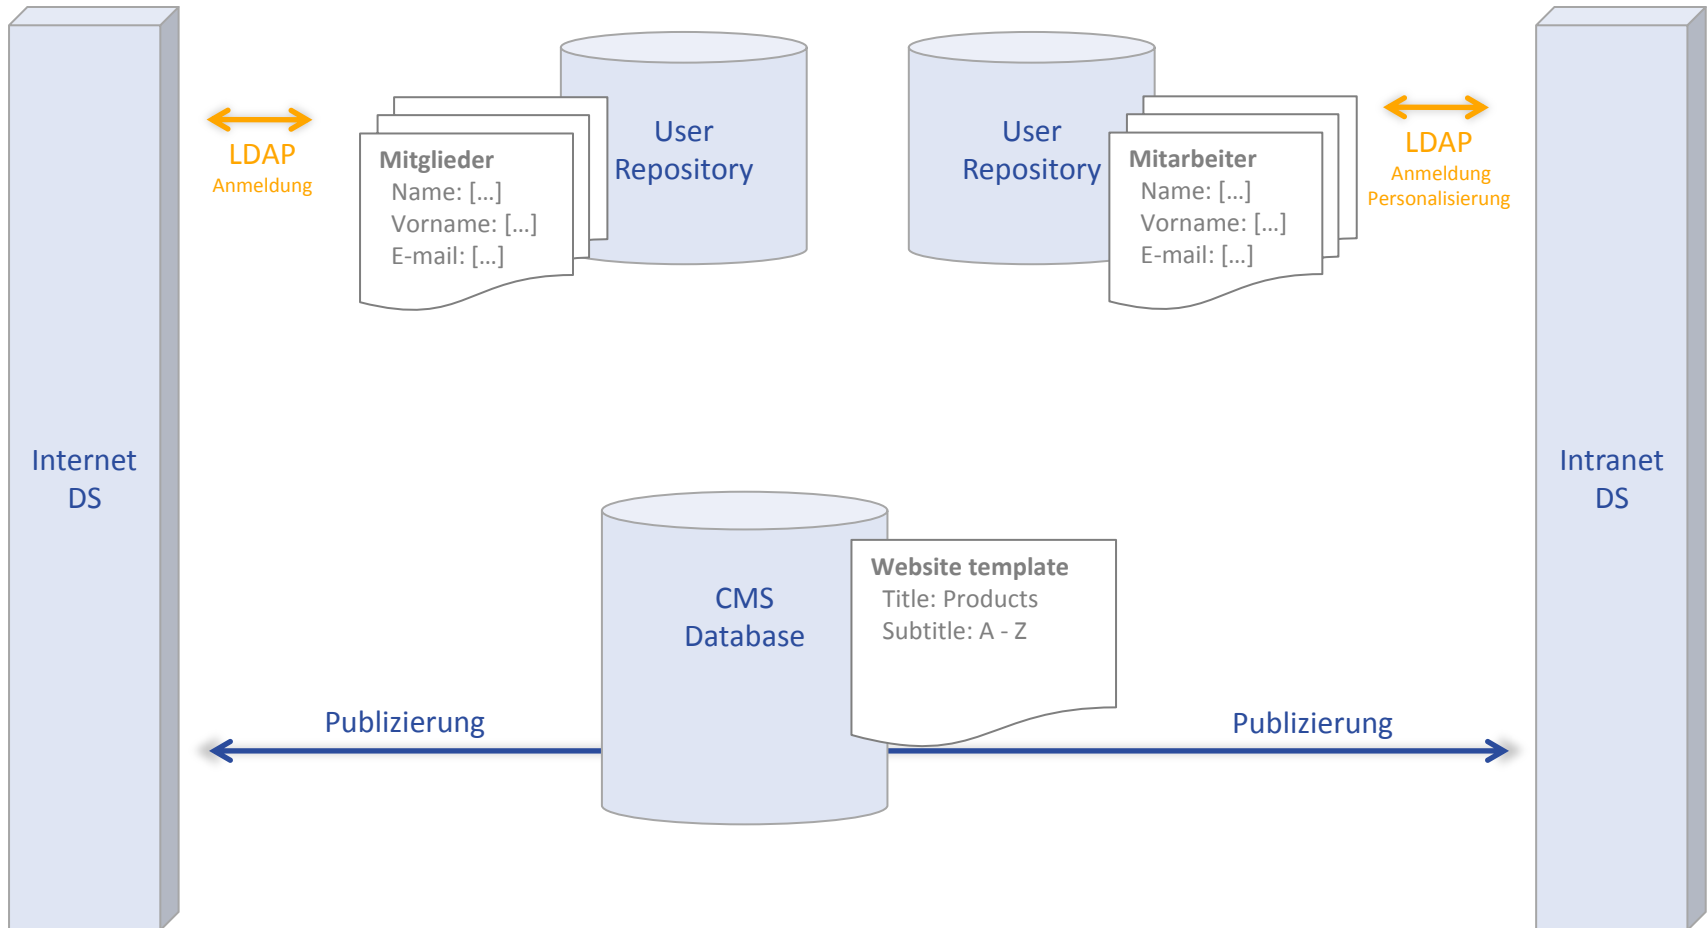 LDAP
Anmeldung
Mitglieder
Name: [...]
Vorname: [...]
E-mail: [...]
User
Repository
User
Repository
Mitarbeiter
Name: [...]
Vorname: [...]
E-mail: [...]
LDAP
Anmeldung
Personalisierung
Internet
DS
Intranet
DS
CMS
Database
Website template
Title: Products
Subtitle: A - Z
Publizierung
Publizierung